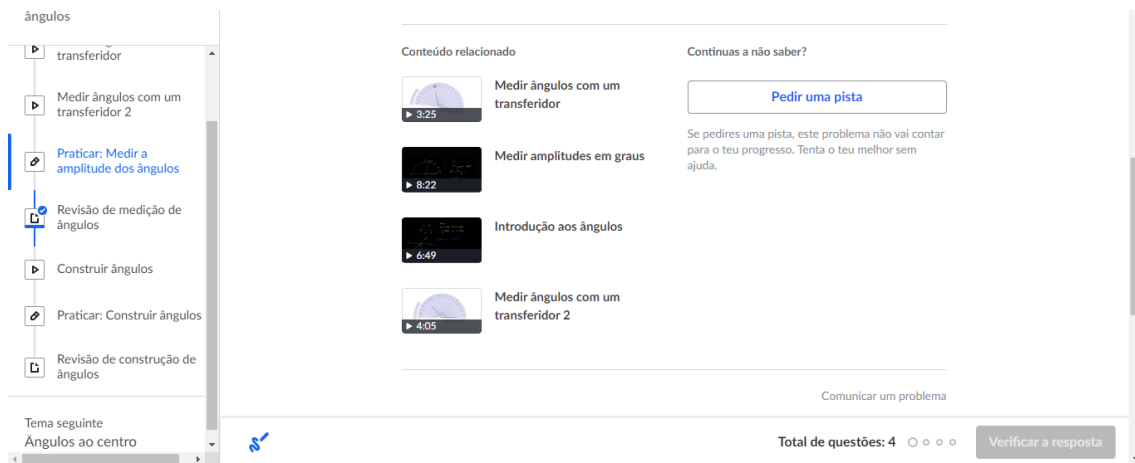 ângulos
transferidor
Medir ângulos com um
transferidor 2
Praticar: Medir a
amplitude dos ângulos
Revisão de medição de
ângulos
Construir ângulos
Praticar: Construir ângulos
Revisão de construção de
ângulos
Tema seguinte
Ângulos ao centro
Conteúdo relacionado
3:25
Medir ângulos com um
transferidor
8:22
Medir amplitudes em graus
6:49
Introdução aos ângulos
4:05
Medir ângulos com um
transferidor 2
Continuas a não saber?
Pedir uma pista
Se pedires uma pista, este problema não vai contar
para o teu progresso. Tenta o teu melhor sem
ajuda.
Comunicar um problema
Total de questões: 4
Verificar a resposta